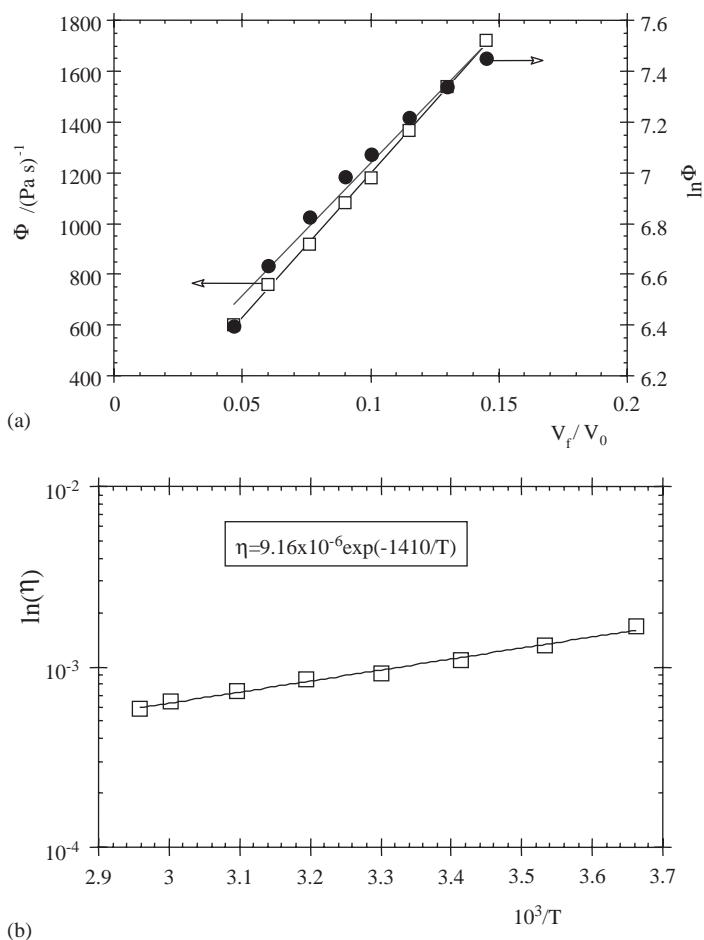 1800
1600
1400
1200
1000
800
600
400
Φ /(Pa s)⁻¹
7.6
7.4
7.2
7
6.8
6.6
6.4
6.2
lnΦ
0 0.05 0.1 0.15 0.2
V_f / V_0
(a)
10⁻²
10⁻³
10⁻⁴
ln(η)
η=9.16x10⁻⁶exp(-1410/T)
2.9 3 3.1 3.2 3.3 3.4 3.5 3.6 3.7
10³/T
(b)